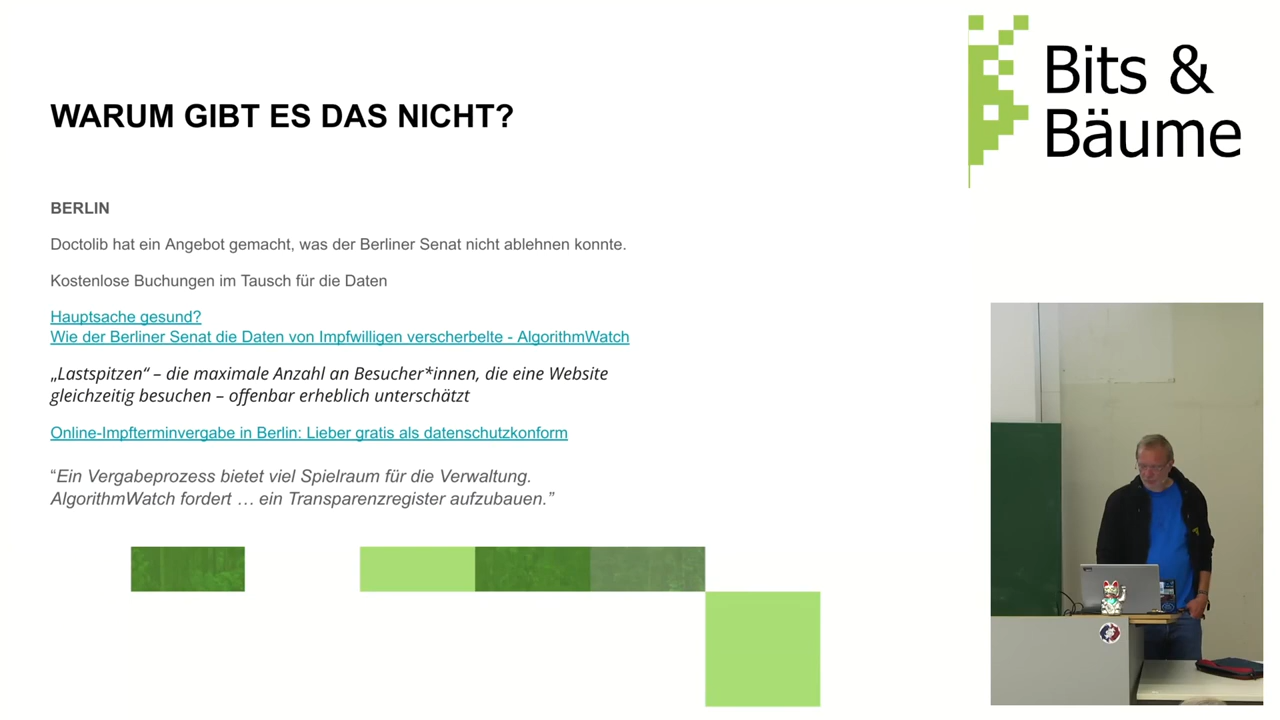 WARUM GIBT ES DAS NICHT?
Bits &
Bäume
BERLIN
Doctolib hat ein Angebot gemacht, was der Berliner Senat nicht ablehnen konnte.
Kostenlose Buchungen im Tausch für die Daten
Hauptsache gesund?
Wie der Berliner Senat die Daten von Impfwilligen verscherbelte - AlgorithmWatch
„Lastspitzen“ – die maximale Anzahl an Besucher*innen, die eine Website
gleichzeitig besuchen – offenbar erheblich unterschätzt
Online-Impfterminvergabe in Berlin: Lieber gratis als datenschutzkonform
“Ein Vergabeprozess bietet viel Spielraum für die Verwaltung.
AlgorithmWatch fordert … ein Transparenzregister aufzubauen.”